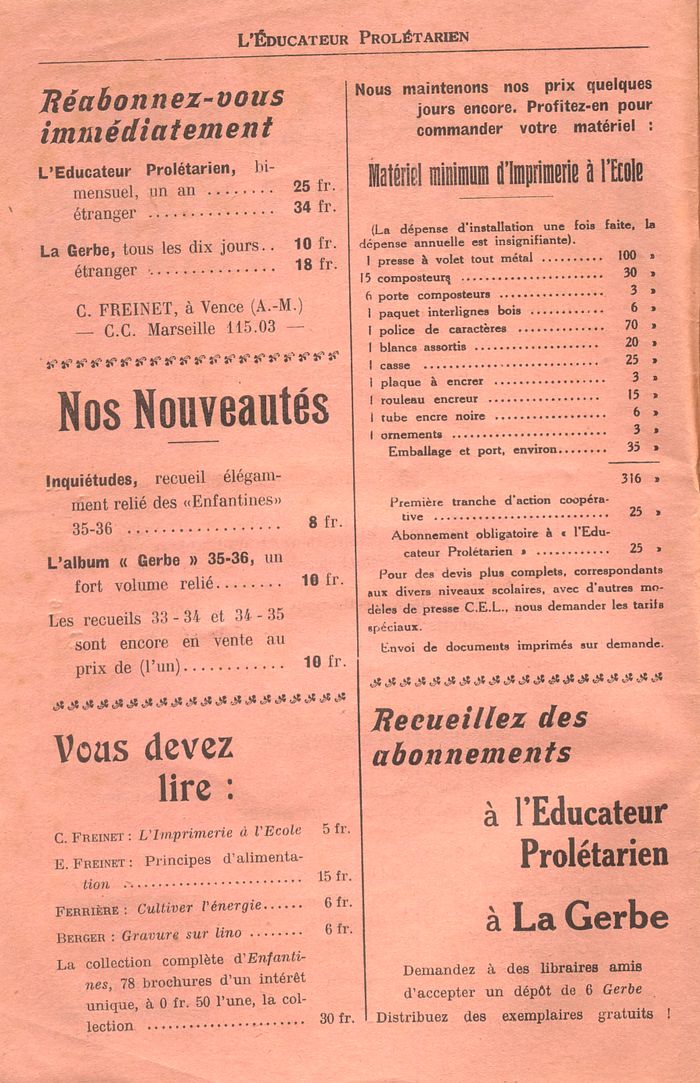 L'ÉDUCATEUR PROLÉTARIEN
Réabonnez-vous
immédiatement
L'Educateur Prolétarien, bi-
mensuel, un an ........ 25 fr.
étranger ............... 34 fr.
La Gerbe, tous les dix jours.. 10 fr.
étranger ............... 18 fr.
C. FREINET, à Vence (A.-M.)
— C.C. Marseille 115.03 —
Nos Nouveautés
Inquiétudes, recueil élégam-
ment relié des «Enfantines»
35-36 .................. 8 fr.
L'album « Gerbe » 35-36, un
fort volume relié........ 10 fr.
Les recueils 33 - 34 et 34 - 35
sont encore en vente au
prix de (l'un)............ 10 fr.
Vous devez
lire :
C. FREINET : L'Imprimerie à l'Ecole 5 fr.
E. FREINET : Principes d'alimenta-
tion ........................ 15 fr.
FERRIÈRE : Cultiver l'énergie...... 6 fr.
BERGER : Gravure sur lino ........ 6 fr.
La collection complète d'Enfanti-
nes, 78 brochures d'un intérêt
unique, à 0 fr. 50 l'une, la col-
lection ...................... 30 fr.
Nous maintenons nos prix quelques
jours encore. Profitez-en pour
commander votre matériel :
Matériel minimum d'Imprimerie à l'Ecole
(La dépense d'installation une fois faite, la
dépense annuelle est insignifiante).
1 presse à volet tout métal .......... 100 »
15 composteurs ....................... 30 »
6 porte composteurs ................. 3 »
1 paquet interlignes bois ............ 6 »
1 police de caractères ............... 70 »
1 blancs assortis .................... 20 »
1 casse .............................. 25 »
1 plaque à encrer .................... 3 »
1 rouleau encreur .................... 15 »
1 tube encre noire ................... 6 »
1 ornements .......................... 3 »
Emballage et port, environ........ 35 »
316 »
Première tranche d'action coopéra-
tive ............................ 25 »
Abonnement obligatoire à « l'Edu-
cateur Prolétarien » ............ 25 »
Pour des devis plus complets, correspondants
aux divers niveaux scolaires, avec d'autres mo-
dèles de presse C.E.L., nous demander les tarifs
spéciaux.
Envoi de documents imprimés sur demande.
Recueillez des
abonnements
à l'Educateur
Prolétarien
à La Gerbe
Demandez à des libraires amis
d'accepter un dépôt de 6 Gerbe
Distribuez des exemplaires gratuits !